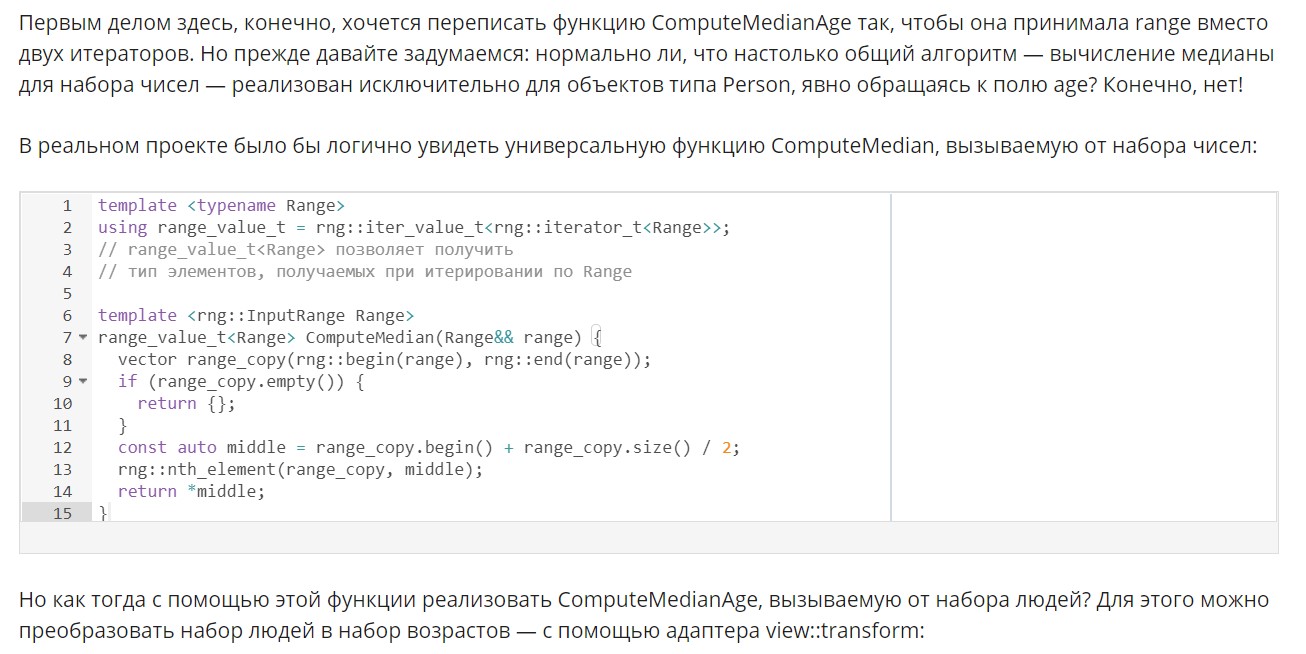 Первым делом здесь, конечно, хочется переписать функцию ComputeMedianAge так, чтобы она принимала range вместо
двух итераторов. Но прежде давайте задумаемся: нормально ли, что настолько общий алгоритм — вычисление медианы
для набора чисел — реализован исключительно для объектов типа Person, явно обращаясь к полю age? Конечно, нет!
В реальном проекте было бы логично увидеть универсальную функцию ComputeMedian, вызываемую от набора чисел:
1 template <typename Range>
2 using range_value_t = rng::iter_value_t<rng::iterator_t<Range>>;
3 // range_value_t<Range> позволяет получить
4 // тип элементов, получаемых при итерировании по Range
5
6 template <rng::InputRange Range>
7 range_value_t<Range> ComputeMedian(Range&& range) {
8   vector range_copy(rng::begin(range), rng::end(range));
9   if (range_copy.empty()) {
10     return {};
11   }
12   const auto middle = range_copy.begin() + range_copy.size() / 2;
13   rng::nth_element(range_copy, middle);
14   return *middle;
15 }
Но как тогда с помощью этой функции реализовать ComputeMedianAge, вызываемую от набора людей? Для этого можно
преобразовать набор людей в набор возрастов — с помощью адаптера view::transform: